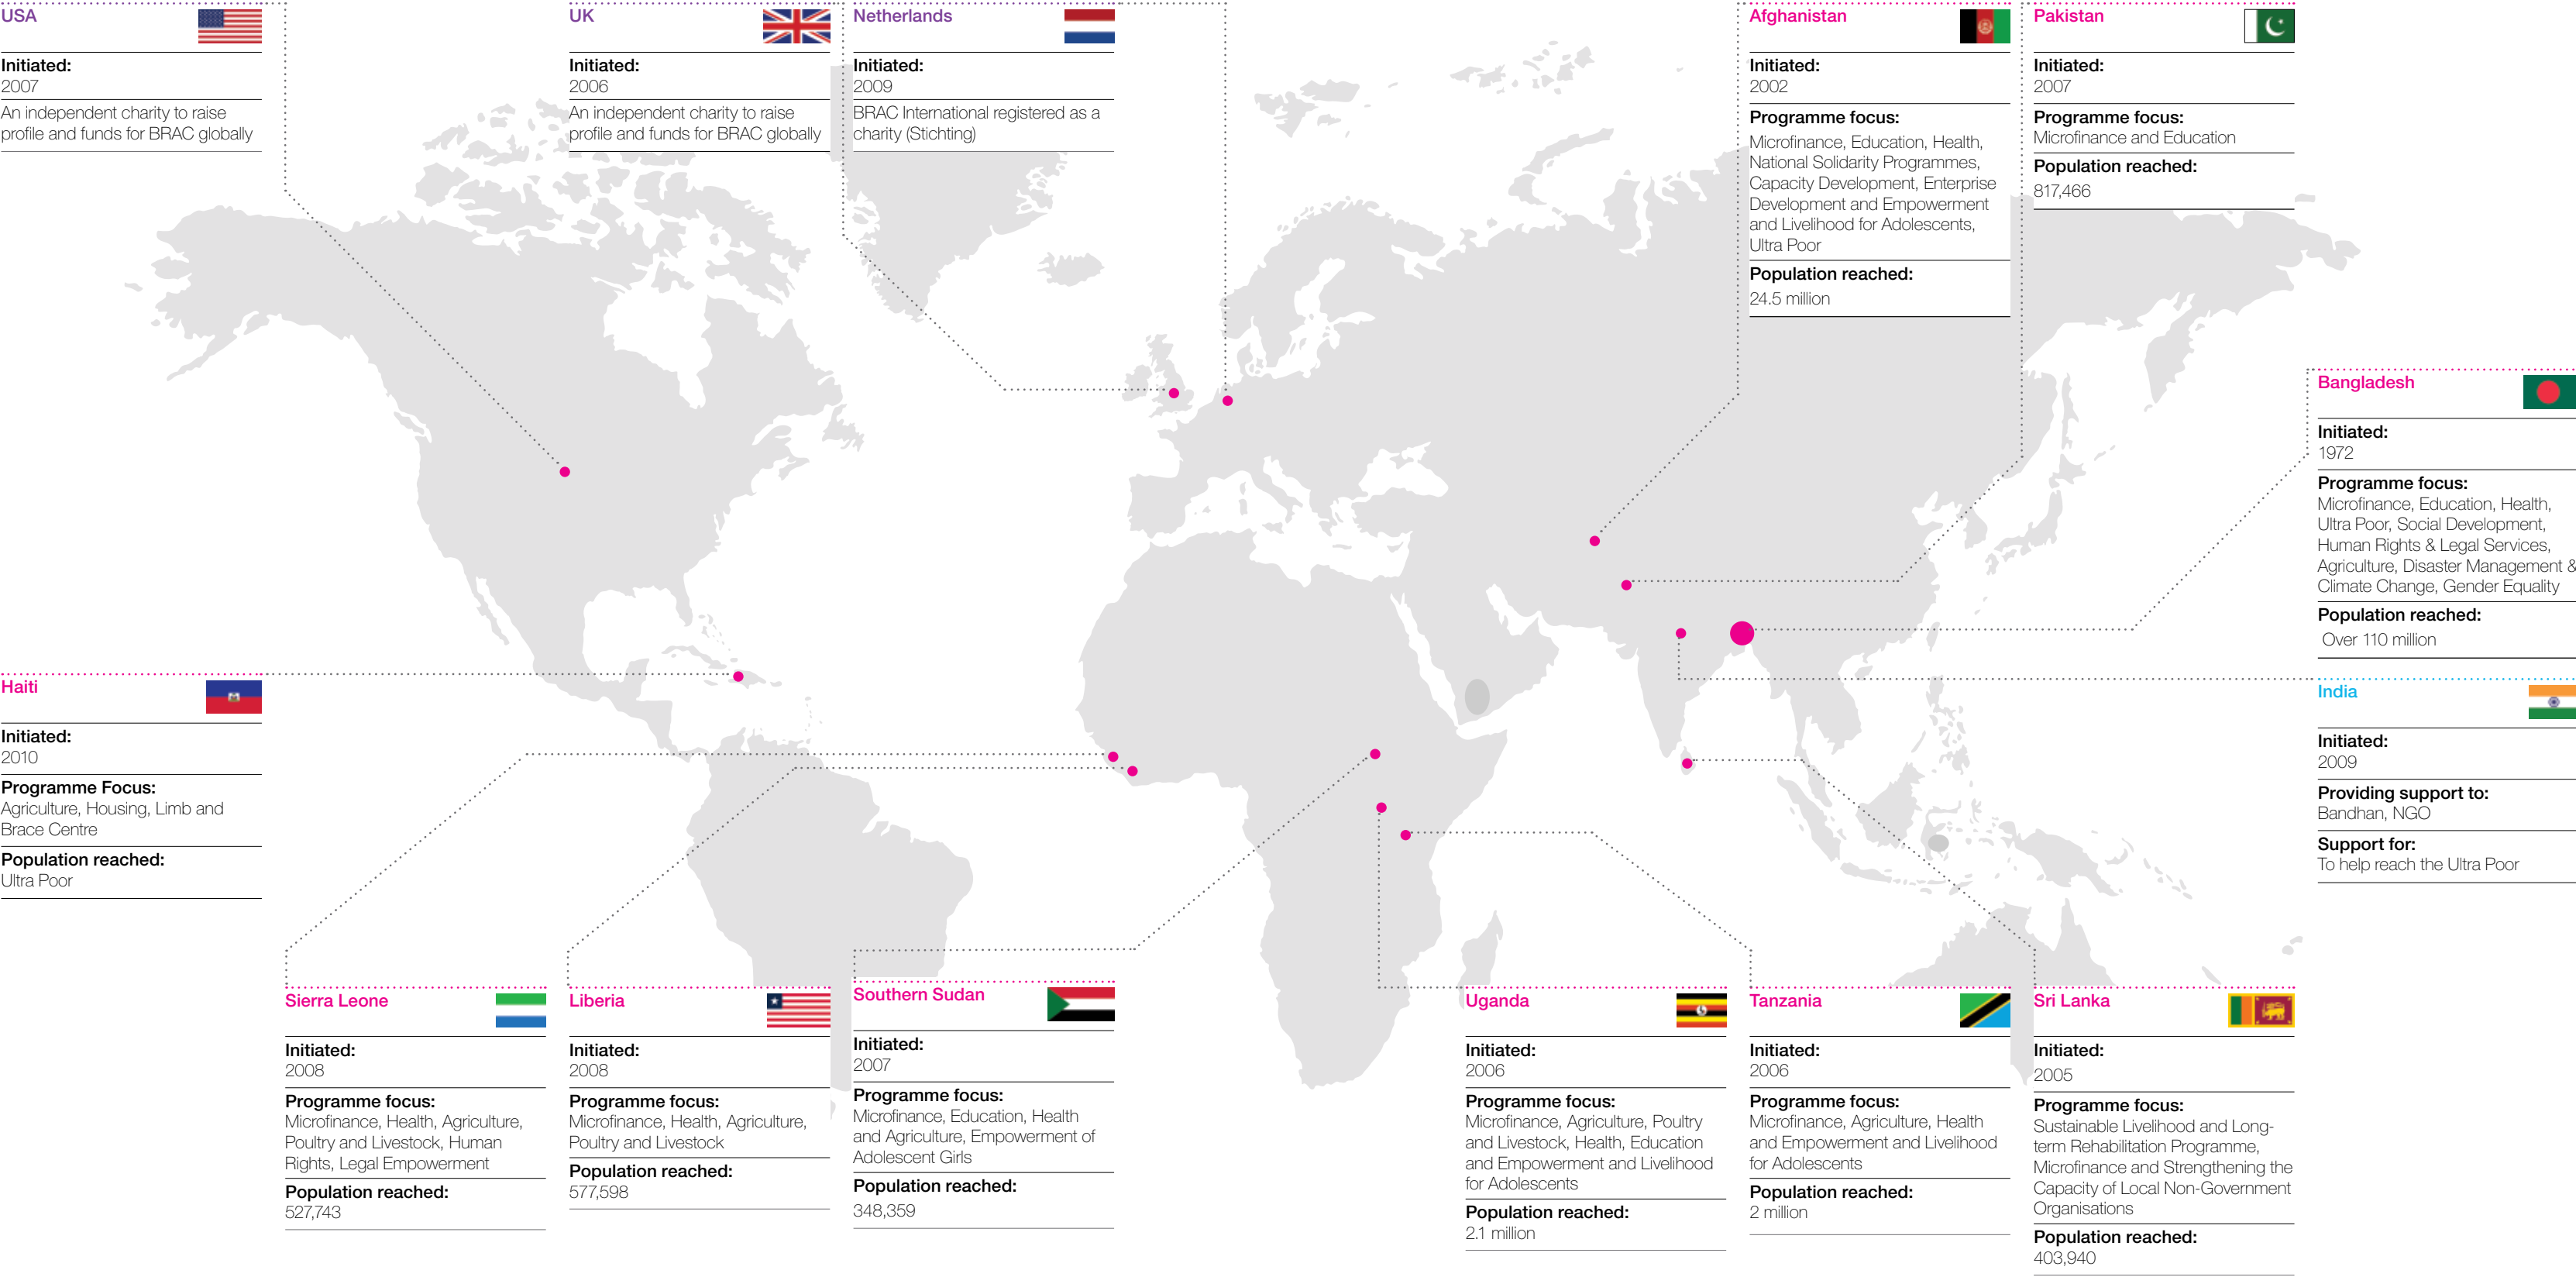 USA
Initiated:
2007
An independent charity to raise
profile and funds for BRAC globally
UK
Initiated:
2006
An independent charity to raise
profile and funds for BRAC globally
Netherlands
Initiated:
2009
BRAC International registered as a
charity (Stichting)
Afghanistan
Initiated:
2002
Programme focus:
Microfinance, Education, Health,
National Solidarity Programmes,
Capacity Development, Enterprise
Development and Empowerment
and Livelihood for Adolescents,
Ultra Poor
Population reached:
24.5 million
Pakistan
Initiated:
2007
Programme focus:
Microfinance and Education
Population reached:
817,466
Bangladesh
Initiated:
1972
Programme focus:
Microfinance, Education, Health,
Ultra Poor, Social Development,
Human Rights & Legal Services,
Agriculture, Disaster Management &
Climate Change, Gender Equality
Population reached:
Over 110 million
Haiti
Initiated:
2010
Programme Focus:
Agriculture, Housing, Limb and
Brace Centre
Population reached:
Ultra Poor
India
Initiated:
2009
Providing support to:
Bandhan, NGO
Support for:
To help reach the Ultra Poor
Sierra Leone
Initiated:
2008
Programme focus:
Microfinance, Health, Agriculture,
Poultry and Livestock, Human
Rights, Legal Empowerment
Population reached:
527,743
Liberia
Initiated:
2008
Programme focus:
Microfinance, Health, Agriculture,
Poultry and Livestock
Population reached:
577,598
Southern Sudan
Initiated:
2007
Programme focus:
Microfinance, Education, Health
and Agriculture, Empowerment of
Adolescent Girls
Population reached:
348,359
Uganda
Initiated:
2006
Programme focus:
Microfinance, Agriculture, Poultry
and Livestock, Health, Education
and Empowerment and Livelihood
for Adolescents
Population reached:
2.1 million
Tanzania
Initiated:
2006
Programme focus:
Microfinance, Agriculture, Health
and Empowerment and Livelihood
for Adolescents
Population reached:
2 million
Sri Lanka
Initiated:
2005
Programme focus:
Sustainable Livelihood and Long-
term Rehabilitation Programme,
Microfinance and Strengthening the
Capacity of Local Non-Government
Organisations
Population reached:
403,940